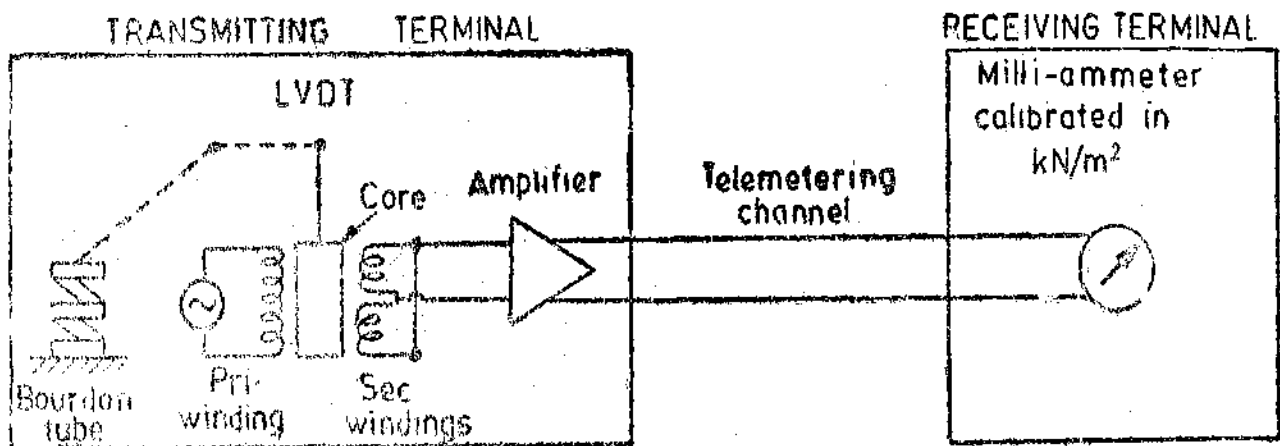 TRANSMITTING TERMINAL
RECEIVING TERMINAL
LVDT
Milli-ammeter
calibrated in
kN/m²
Core
Amplifier
Telemetering
channel
Bourdon
tube
Pri-
winding
Sec
windings